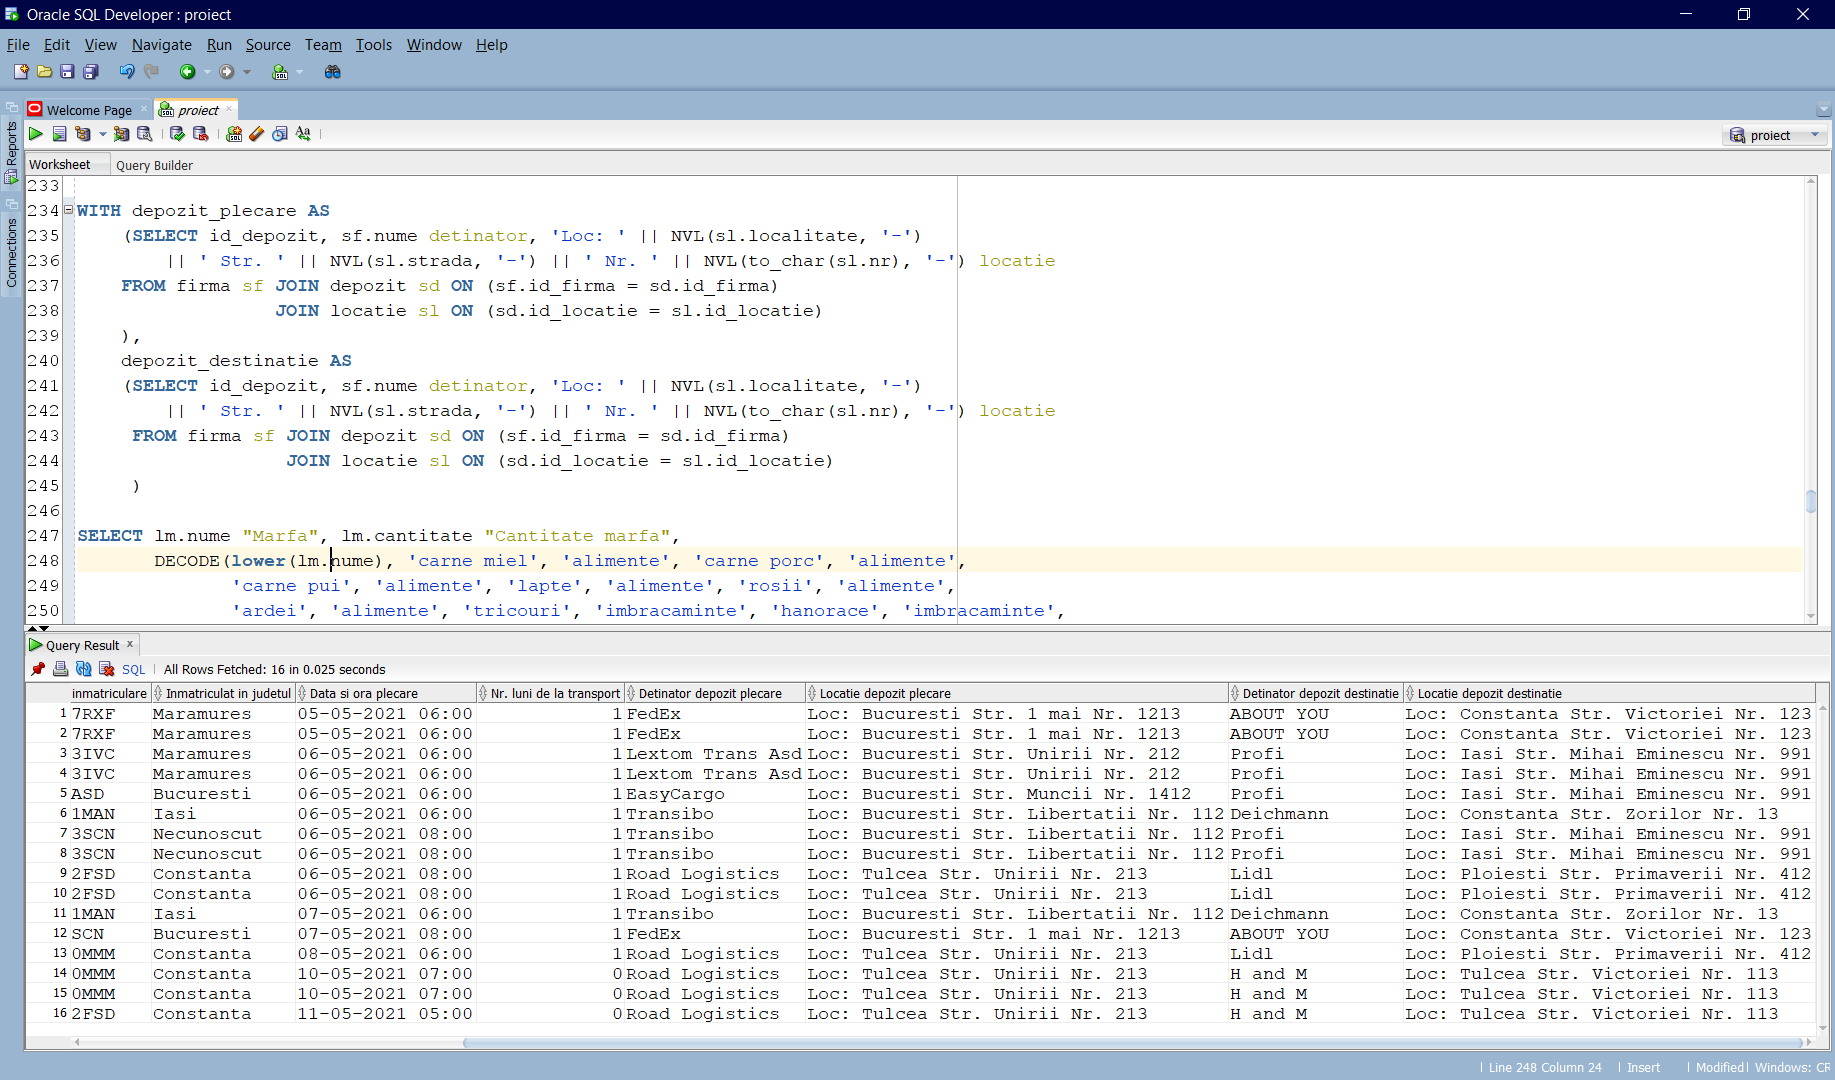 Oracle SQL Developer : proiect
File Edit View Navigate Run Source Team Tools Window Help
Reports
Connections
Welcome Page
proiect
proiect
Worksheet Query Builder
233
234 WITH depozit_plecare AS
235 (SELECT id_depozit, sf.nume detinator, 'Loc: ' || NVL(sl.localitate, '-')
236 || ' Str. ' || NVL(sl.strada, '-') || ' Nr. ' || NVL(to_char(sl.nr), '-') locatie
237 FROM firma sf JOIN depozit sd ON (sf.id_firma = sd.id_firma)
238 JOIN locatie sl ON (sd.id_locatie = sl.id_locatie)
239 ),
240 depozit_destinatie AS
241 (SELECT id_depozit, sf.nume detinator, 'Loc: ' || NVL(sl.localitate, '-')
242 || ' Str. ' || NVL(sl.strada, '-') || ' Nr. ' || NVL(to_char(sl.nr), '-') locatie
243 FROM firma sf JOIN depozit sd ON (sf.id_firma = sd.id_firma)
244 JOIN locatie sl ON (sd.id_locatie = sl.id_locatie)
245 )
246
247 SELECT lm.nume "Marfa", lm.cantitate "Cantitate marfa",
248 DECODE(lower(lm.nume), 'carne miel', 'alimente', 'carne porc', 'alimente',
249 'carne pui', 'alimente', 'lapte', 'alimente', 'rosii', 'alimente',
250 'ardei', 'alimente', 'tricouri', 'imbracaminte', 'hanorace', 'imbracaminte',
Query Result
SQL All Rows Fetched: 16 in 0.025 seconds
inmatriculare Inmatriculat in judetul Data si ora plecare Nr. luni de la transport Detinator depozit plecare Locatie depozit plecare Detinator depozit destinatie Locatie depozit destinatie
1 7RXF Maramures 05-05-2021 06:00 1 FedEx Loc: Bucuresti Str. 1 mai Nr. 1213 ABOUT YOU Loc: Constanta Str. Victoriei Nr. 123
2 7RXF Maramures 05-05-2021 06:00 1 FedEx Loc: Bucuresti Str. 1 mai Nr. 1213 ABOUT YOU Loc: Constanta Str. Victoriei Nr. 123
3 3IVC Maramures 06-05-2021 06:00 1 Lextom Trans Asd Loc: Bucuresti Str. Unirii Nr. 212 Profi Loc: Iasi Str. Mihai Eminescu Nr. 991
4 3IVC Maramures 06-05-2021 06:00 1 Lextom Trans Asd Loc: Bucuresti Str. Unirii Nr. 212 Profi Loc: Iasi Str. Mihai Eminescu Nr. 991
5 ASD Bucuresti 06-05-2021 06:00 1 EasyCargo Loc: Bucuresti Str. Muncii Nr. 1412 Profi Loc: Iasi Str. Mihai Eminescu Nr. 991
6 1MAN Iasi 06-05-2021 06:00 1 Transibo Loc: Bucuresti Str. Libertatii Nr. 112 Deichmann Loc: Constanta Str. Zorilor Nr. 13
7 3SCN Necunoscut 06-05-2021 08:00 1 Transibo Loc: Bucuresti Str. Libertatii Nr. 112 Profi Loc: Iasi Str. Mihai Eminescu Nr. 991
8 3SCN Necunoscut 06-05-2021 08:00 1 Transibo Loc: Bucuresti Str. Libertatii Nr. 112 Profi Loc: Iasi Str. Mihai Eminescu Nr. 991
9 2FSD Constanta 06-05-2021 08:00 1 Road Logistics Loc: Tulcea Str. Unirii Nr. 213 Lidl Loc: Ploiesti Str. Primaverii Nr. 412
10 2FSD Constanta 06-05-2021 08:00 1 Road Logistics Loc: Tulcea Str. Unirii Nr. 213 Lidl Loc: Ploiesti Str. Primaverii Nr. 412
11 1MAN Iasi 07-05-2021 06:00 1 Transibo Loc: Bucuresti Str. Libertatii Nr. 112 Deichmann Loc: Constanta Str. Zorilor Nr. 13
12 SCN Bucuresti 07-05-2021 08:00 1 FedEx Loc: Bucuresti Str. 1 mai Nr. 1213 ABOUT YOU Loc: Constanta Str. Victoriei Nr. 123
13 0MMM Constanta 08-05-2021 06:00 1 Road Logistics Loc: Tulcea Str. Unirii Nr. 213 Lidl Loc: Ploiesti Str. Primaverii Nr. 412
14 0MMM Constanta 10-05-2021 07:00 0 Road Logistics Loc: Tulcea Str. Unirii Nr. 213 H and M Loc: Tulcea Str. Victoriei Nr. 113
15 0MMM Constanta 10-05-2021 07:00 0 Road Logistics Loc: Tulcea Str. Unirii Nr. 213 H and M Loc: Tulcea Str. Victoriei Nr. 113
16 2FSD Constanta 11-05-2021 05:00 0 Road Logistics Loc: Tulcea Str. Unirii Nr. 213 H and M Loc: Tulcea Str. Victoriei Nr. 113
Line 248 Column 24 Insert Modified Windows: CR